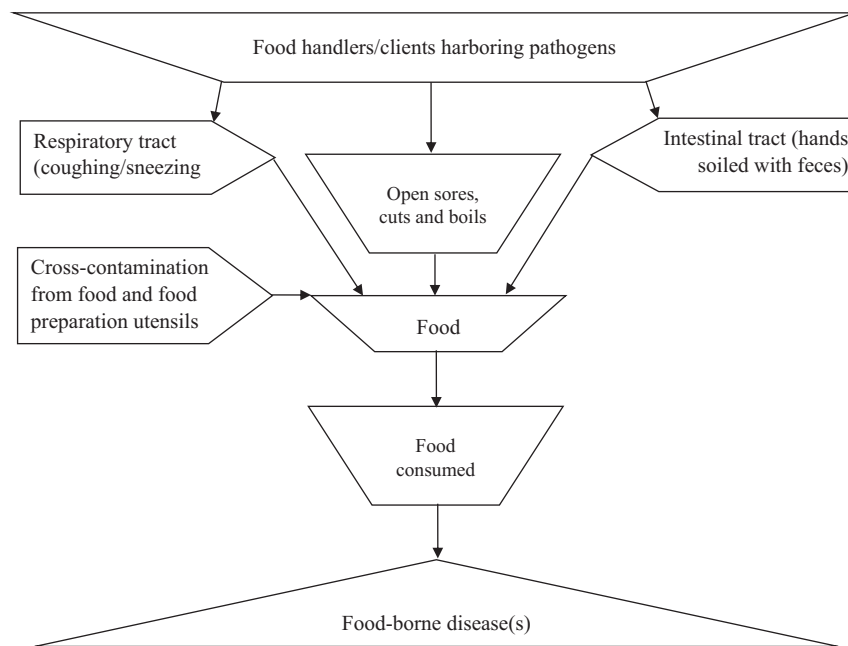 Food handlers/clients harboring pathogens
Respiratory tract
(coughing/sneezing
Open sores,
cuts and boils
Intestinal tract (hands
soiled with feces)
Cross-contamination
from food and food
preparation utensils
Food
Food
consumed
Food-borne disease(s)